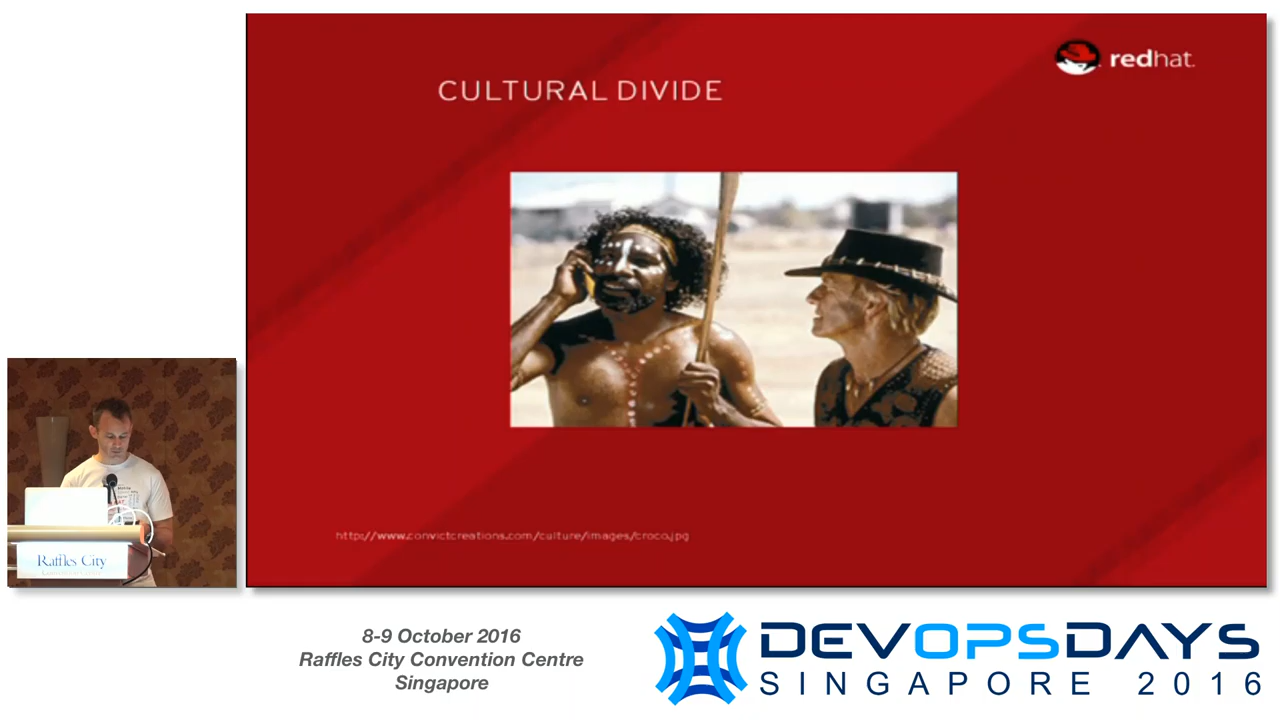 CULTURAL DIVIDE
redhat.
http://www.convictcreations.com/culture/images/croco.jpg
Raffles City
8-9 October 2016
Raffles City Convention Centre
Singapore
DEVOPSDAYS
SINGAPORE 2016